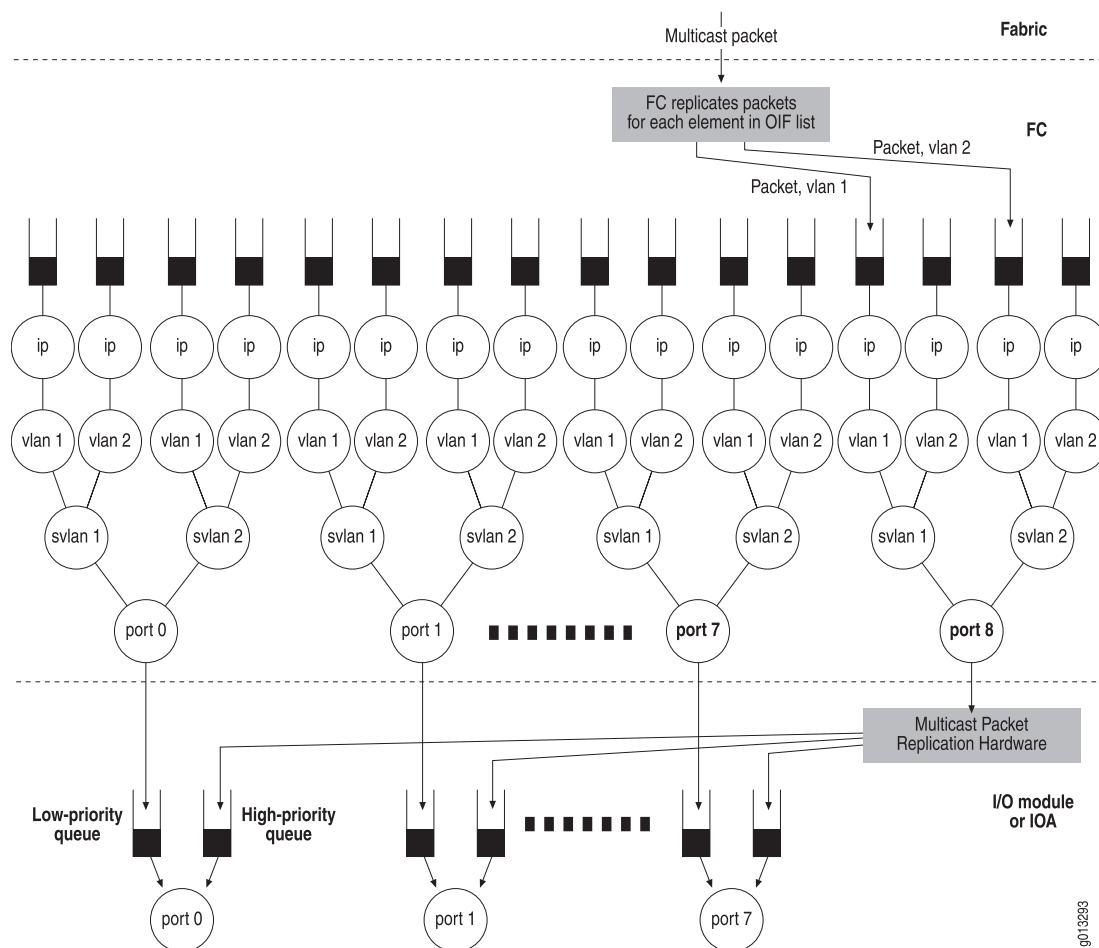 Fabric
Multicast packet
FC replicates packets
for each element in OIF list
FC
Packet, vlan 2
Packet, vlan 1
ip ip ip ip ip ip ip ip ip ip ip ip ip ip ip ip
vlan 1 vlan 2 vlan 1 vlan 2 vlan 1 vlan 2 vlan 1 vlan 2 vlan 1 vlan 2 vlan 1 vlan 2 vlan 1 vlan 2 vlan 1 vlan 2
svlan 1 svlan 2 svlan 1 svlan 2 svlan 1 svlan 2 svlan 1 svlan 2
port 0 port 1 port 7 port 8
Multicast Packet
Replication Hardware
Low-priority
queue
High-priority
queue
I/O module
or IOA
port 0 port 1 port 7
g013293